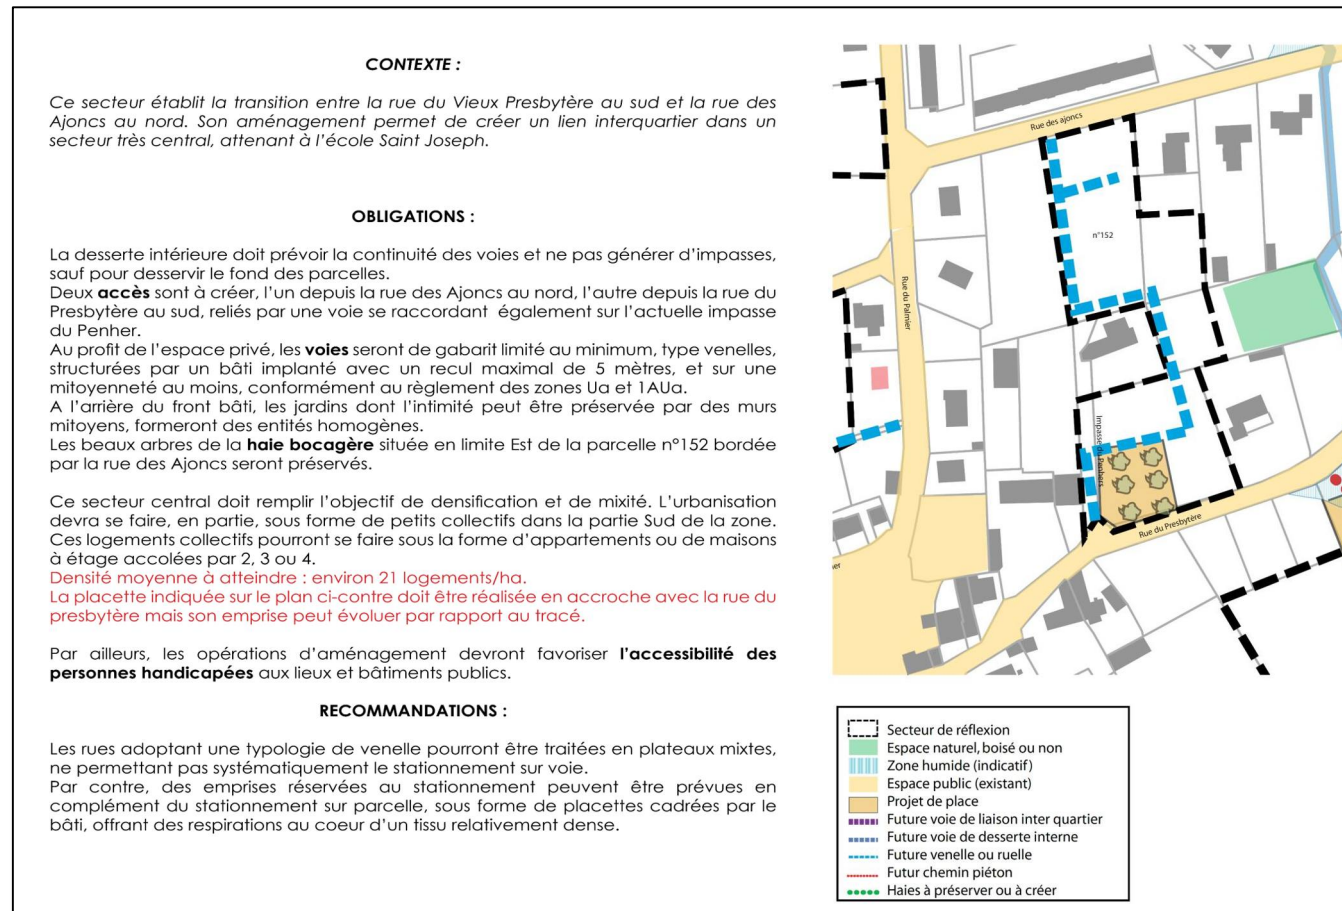 CONTEXTE :
Ce secteur établit la transition entre la rue du Vieux Presbytère au sud et la rue des
Ajoncs au nord. Son aménagement permet de créer un lien interquartier dans un
secteur très central, attenant à l'école Saint Joseph.
OBLIGATIONS :
La desserte intérieure doit prévoir la continuité des voies et ne pas générer d'impasses,
sauf pour desservir le fond des parcelles.
Deux accès sont à créer, l'un depuis la rue des Ajoncs au nord, l'autre depuis la rue du
Presbytère au sud, reliés par une voie se raccordant également sur l'actuelle impasse
du Penher.
Au profit de l'espace privé, les voies seront de gabarit limité au minimum, type venelles,
structurées par un bâti implanté avec un recul maximal de 5 mètres, et sur une
mitoyenneté au moins, conformément au règlement des zones Ua et 1AUa.
A l'arrière du front bâti, les jardins dont l'intimité peut être préservée par des murs
mitoyens, formeront des entités homogènes.
Les beaux arbres de la haie bocagère située en limite Est de la parcelle n°152 bordée
par la rue des Ajoncs seront préservés.
Ce secteur central doit remplir l'objectif de densification et de mixité. L'urbanisation
devra se faire, en partie, sous forme de petits collectifs dans la partie Sud de la zone.
Ces logements collectifs pourront se faire sous la forme d'appartements ou de maisons
à étage accolées par 2, 3 ou 4.
Densité moyenne à atteindre : environ 21 logements/ha.
La placette indiquée sur le plan ci-contre doit être réalisée en accroche avec la rue du
presbytère mais son emprise peut évoluer par rapport au tracé.
Par ailleurs, les opérations d'aménagement devront favoriser l'accessibilité des
personnes handicapées aux lieux et bâtiments publics.
RECOMMANDATIONS :
Les rues adoptant une typologie de venelle pourront être traitées en plateaux mixtes,
ne permettant pas systématiquement le stationnement sur voie.
Par contre, des emprises réservées au stationnement peuvent être prévues en
complément du stationnement sur parcelle, sous forme de placettes cadrées par le
bâti, offrant des respirations au coeur d'un tissu relativement dense.
Rue des ajoncs
n°152
Rue du Palmier
Impasse du
Rue du Presbytère
Secteur de réflexion
Espace naturel, boisé ou non
Zone humide (indicatif)
Espace public (existant)
Projet de place
Future voie de liaison inter quartier
Future voie de desserte interne
Future venelle ou ruelle
Futur chemin piéton
Haies à préserver ou à créer